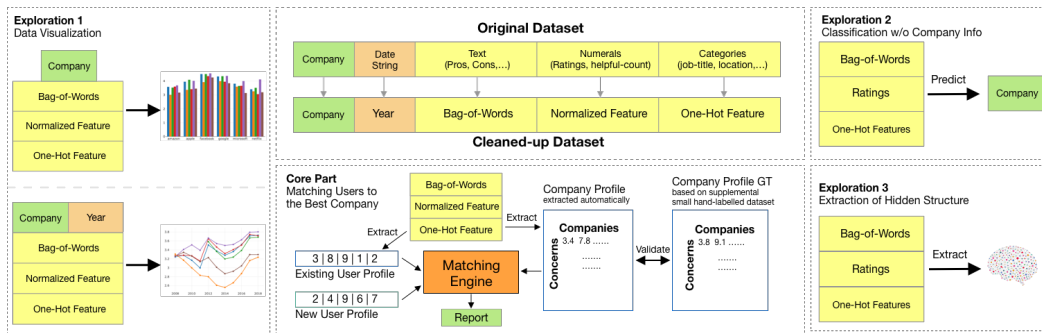 Exploration 1
Data Visualization
Company
Bag-of-Words
Normalized Feature
One-Hot Feature
Company
Year
Bag-of-Words
Normalized Feature
One-Hot Feature
Original Dataset
Company
Date
String
Text
(Pros, Cons,...)
Numerals
(Ratings, helpful-count)
Categories
(job-title, location,...)
Company
Year
Bag-of-Words
Normalized Feature
One-Hot Feature
Cleaned-up Dataset
Core Part
Matching Users to
the Best Company
Bag-of-Words
Normalized Feature
One-Hot Feature
Extract
Extract
3 | 8 | 9 | 1 | 2
Existing User Profile
2 | 4 | 9 | 6 | 7
New User Profile
Matching
Engine
Report
Company Profile
extracted automatically
Companies
Concerns
3.4 7.8 ......
.......
.......
Validate
Company Profile GT
based on supplemental
small hand-labelled dataset
Companies
Concerns
3.8 9.1 ......
.......
.......
Exploration 2
Classification w/o Company Info
Bag-of-Words
Ratings
One-Hot Features
Predict
Company
Exploration 3
Extraction of Hidden Structure
Bag-of-Words
Ratings
One-Hot Features
Extract